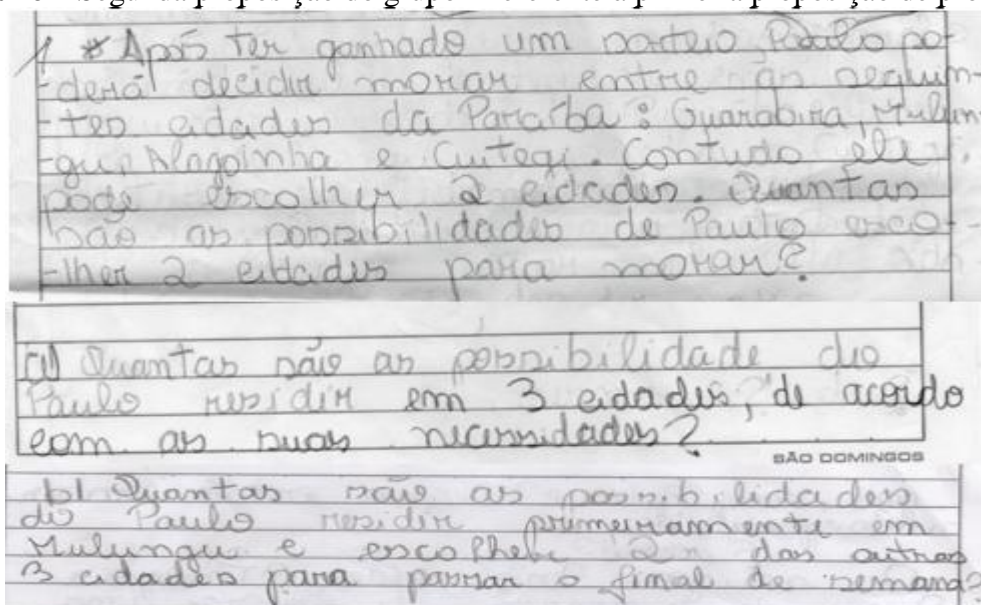 Segunda proposição do grupo
1 * Após ter ganhado um sorteio, Paulo po-
-derá decidir morar entre as seguin-
-tes cidades da Paraíba: Guarabira, Mulun-
-gu, Alagoinha e Cuitegi. Contudo ele
pode escolher 2 cidades. Quantas
são as possibilidades de Paulo esco-
-lher 2 cidades para morar?
a) Quantas são as possibilidade do
Paulo residir em 3 cidades, de acordo
com as suas necessidades?
SÃO DOMINGOS
b) Quantas são as possibilidades
do Paulo residir primeiramente em
Mulungu e escolher 2 das outras
3 cidades para passar o final de semana?